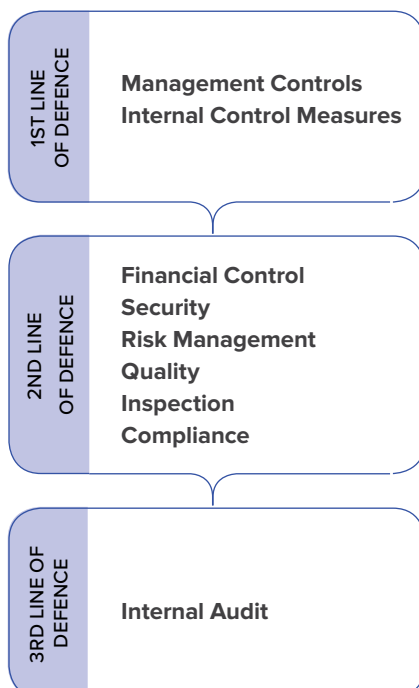 1ST LINE
OF DEFENCE
Management Controls
Internal Control Measures
2ND LINE
OF DEFENCE
Financial Control
Security
Risk Management
Quality
Inspection
Compliance
3RD LINE OF
DEFENCE
Internal Audit